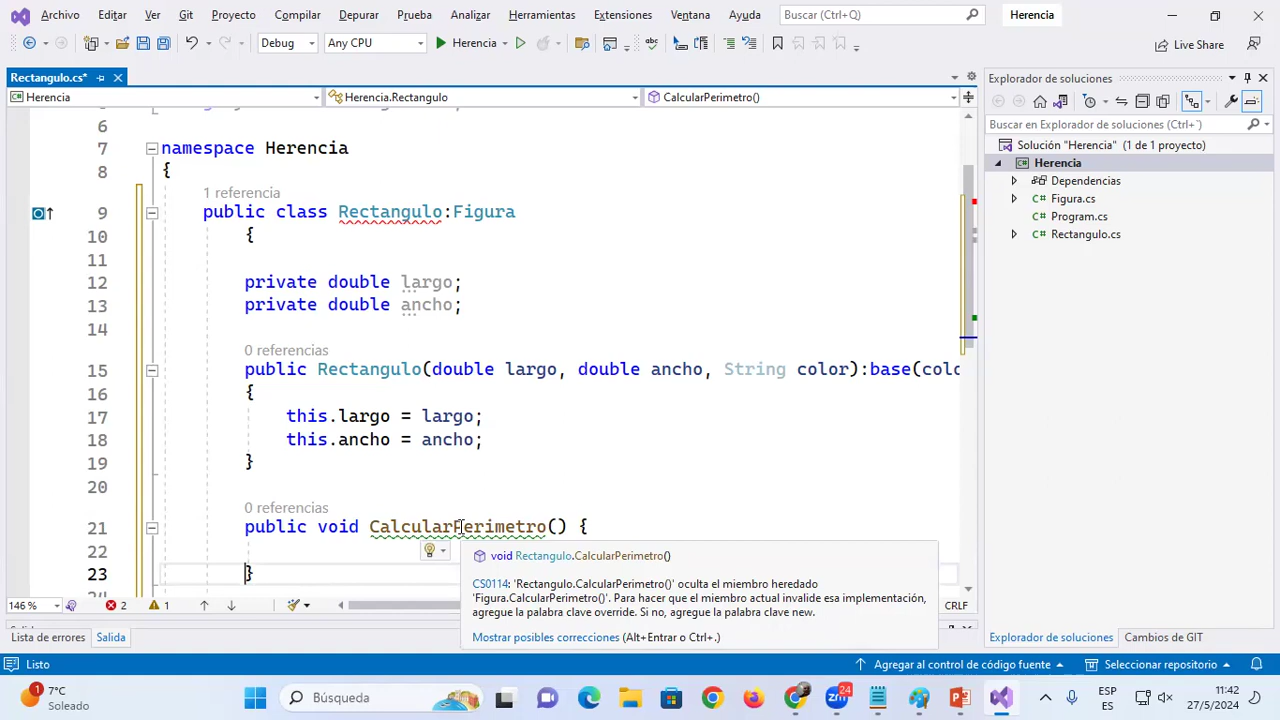 Archivo Editar Ver Git Proyecto Compilar Depurar Prueba Analizar Herramientas Extensiones Ventana Ayuda Buscar (Ctrl+Q) Herencia
Debug Any CPU Herencia Live Share
Rectangulo.cs*
Explorador de soluciones
Herencia Herencia.Rectangulo CalcularPerimetro()
Buscar en Explorador de soluciones (Ctrl+´)
Solución "Herencia" (1 de 1 proyecto)
Herencia
Dependencias
Figura.cs
Program.cs
Rectangulo.cs
6
7 namespace Herencia
8 {
1 referencia
9 public class Rectangulo:Figura
10 {
11
12 private double largo;
13 private double ancho;
14
0 referencias
15 public Rectangulo(double largo, double ancho, String color):base(colo
16 {
17 this.largo = largo;
18 this.ancho = ancho;
19 }
20
0 referencias
21 public void CalcularPerimetro() {
22
23 }
24
void Rectangulo.CalcularPerimetro()
CS0114: 'Rectangulo.CalcularPerimetro()' oculta el miembro heredado
'Figura.CalcularPerimetro()'. Para hacer que el miembro actual invalide esa implementación,
agregue la palabra clave override. Si no, agregue la palabra clave new.
Mostrar posibles correcciones (Alt+Entrar o Ctrl+.)
146 % 2 1 CRLF
Lista de errores Salida
Explorador de soluciones Cambios de GIT
Listo Agregar al control de código fuente Seleccionar repositorio
7°C
Soleado
1
Búsqueda
24
ESP
ES
11:42
27/5/2024